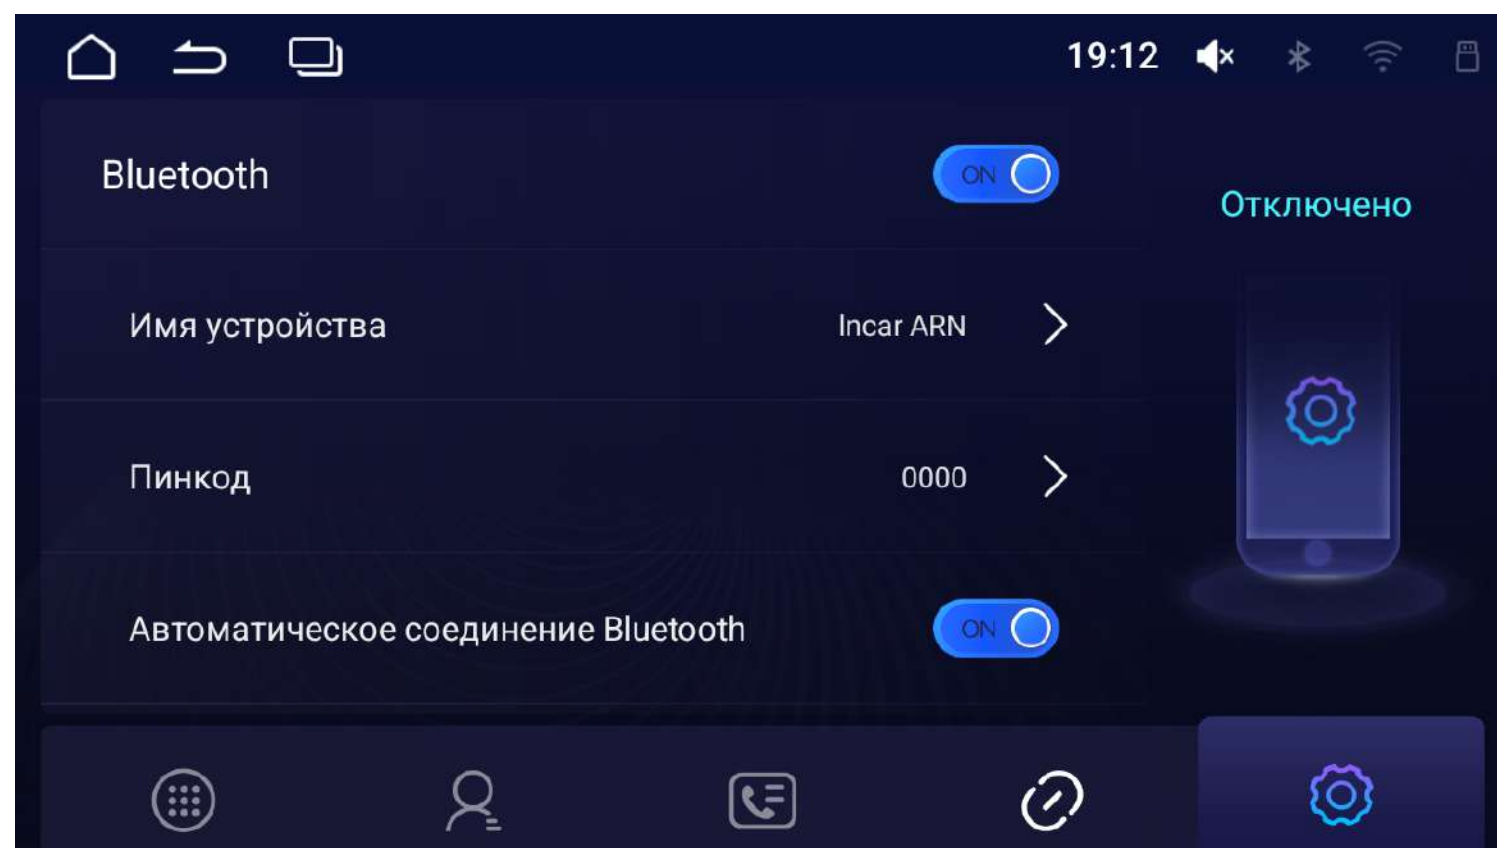 19:12
Bluetooth
ON
Отключено
Имя устройства
Incar ARN
Пинкод
0000
Автоматическое соединение Bluetooth
ON